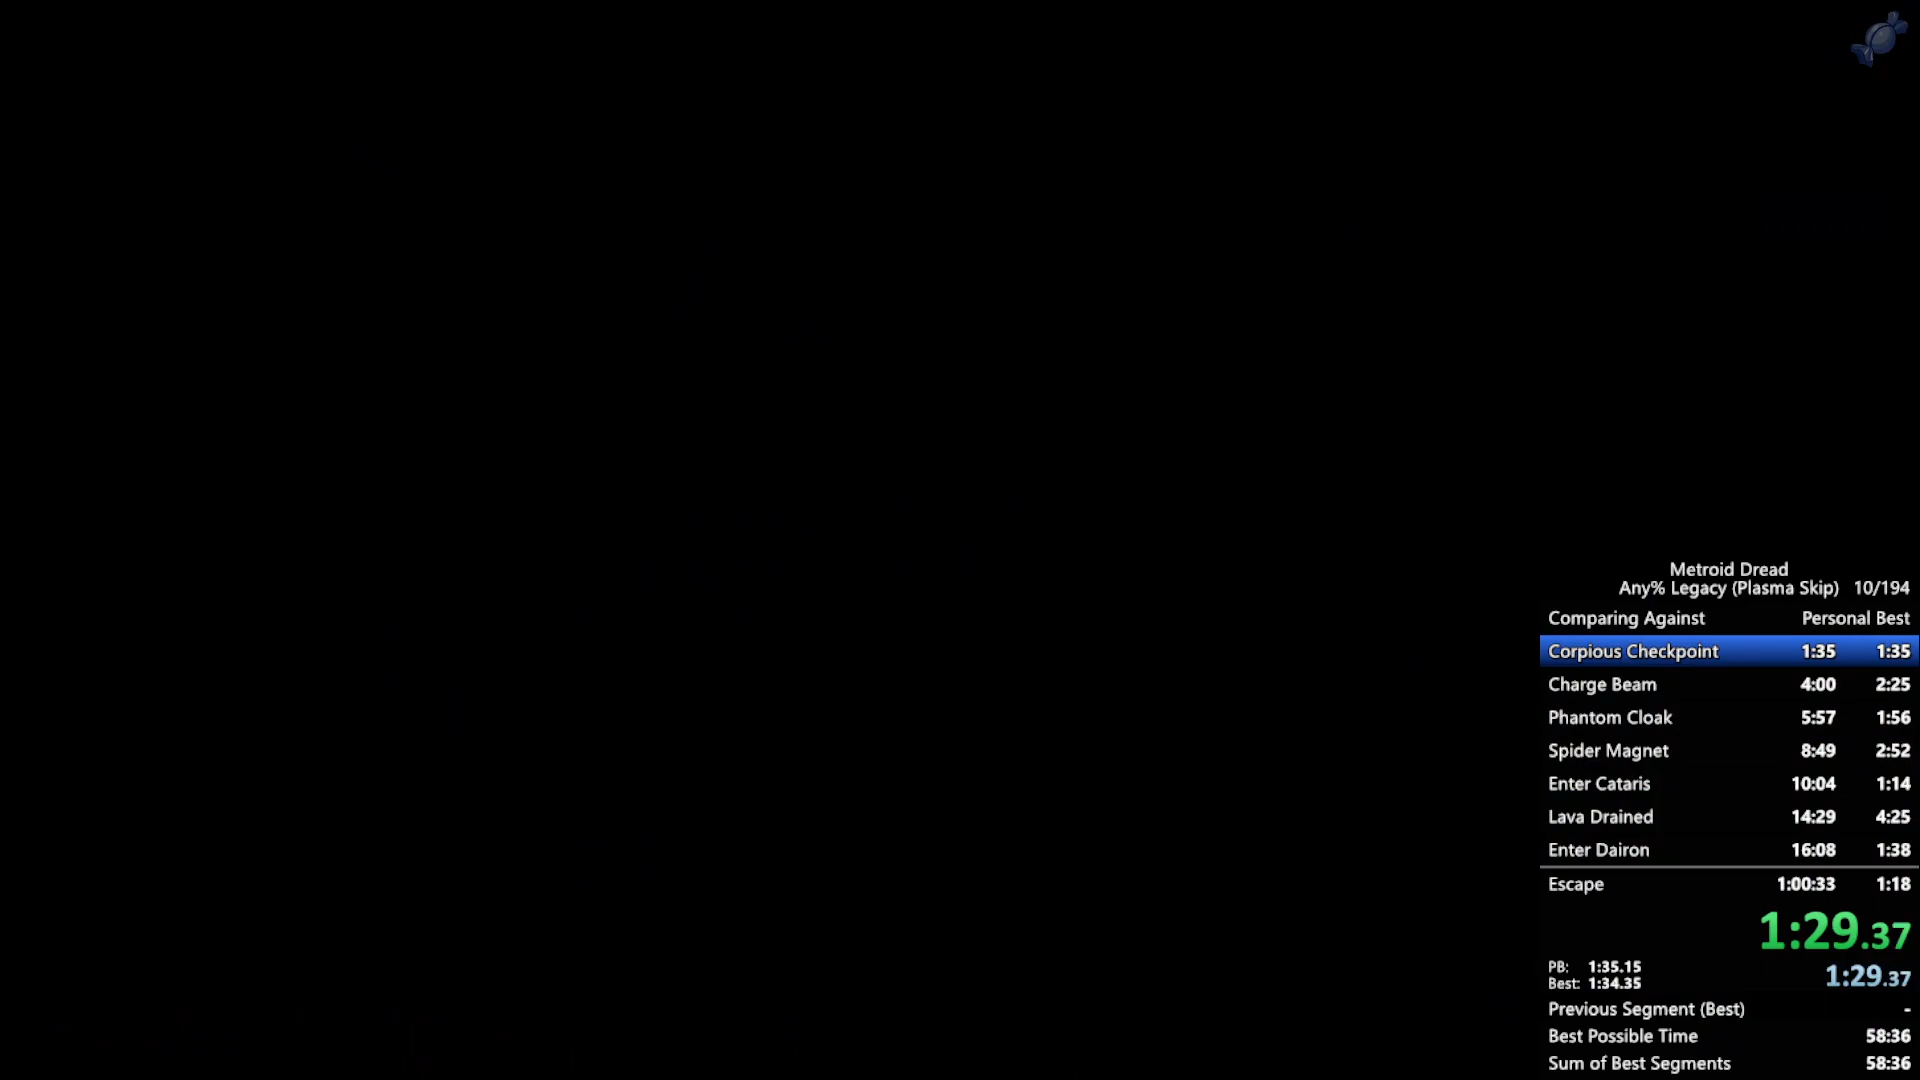 Metroid Dread
Any% Legacy (Plasma Skip) 10/194
Comparing Against Personal Best
Corpious Checkpoint 1:35 1:35
Charge Beam 4:00 2:25
Phantom Cloak 5:57 1:56
Spider Magnet 8:49 2:52
Enter Cataris 10:04 1:14
Lava Drained 14:29 4:25
Enter Dairon 16:08 1:38
Escape 1:00:33 1:18
1:29.37
PB: 1:35.15
Best: 1:34.35 1:29.37
Previous Segment (Best) -
Best Possible Time 58:36
Sum of Best Segments 58:36